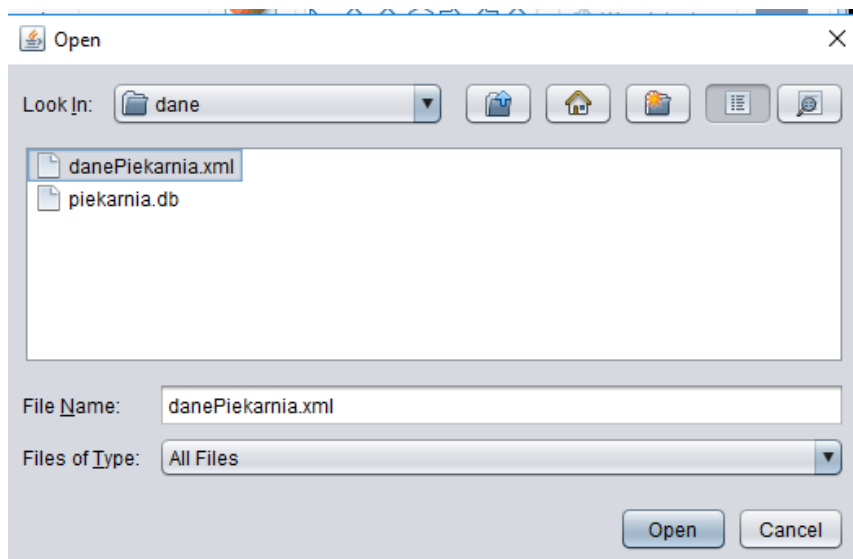 Open
Look In: dane
danePiekarnia.xml
piekarnia.db
File Name: danePiekarnia.xml
Files of Type: All Files
Open Cancel